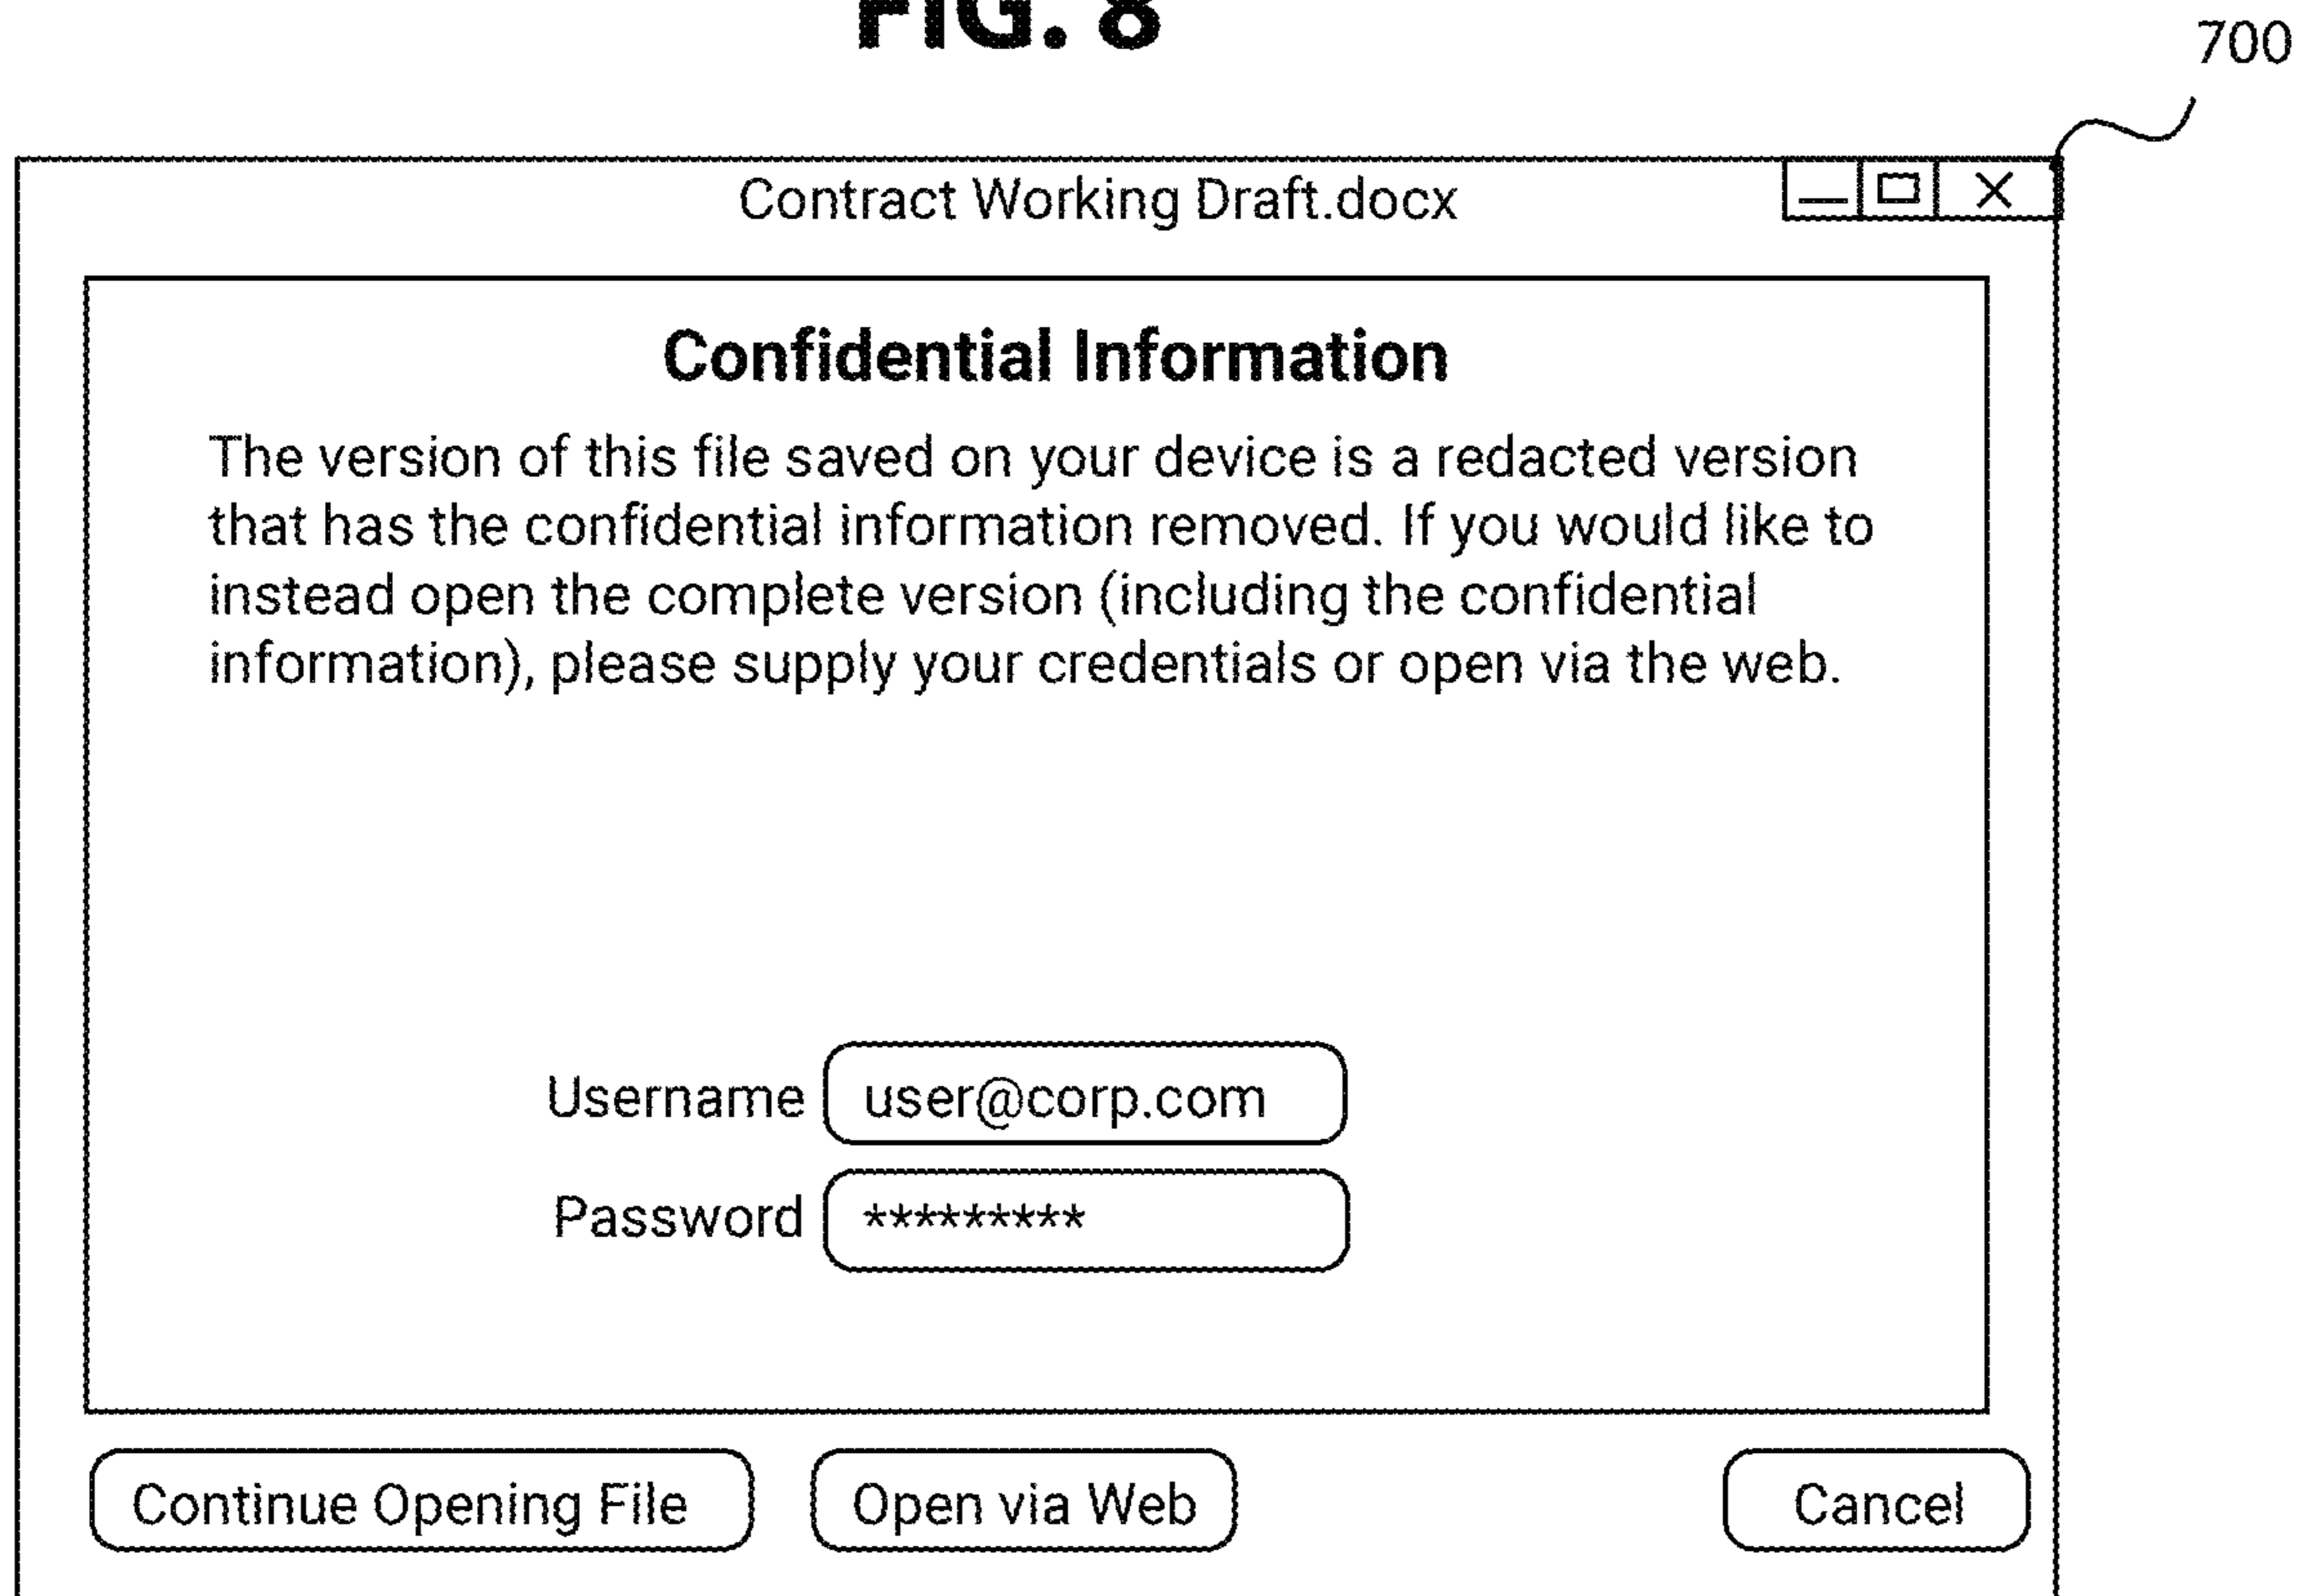 FIG. 8
700
Contract Working Draft.docx
Confidential Information
The version of this file saved on your device is a redacted version
that has the confidential information removed. If you would like to
instead open the complete version (including the confidential
information), please supply your credentials or open via the web.
Username user@corp.com
Password *********
Continue Opening File Open via Web Cancel